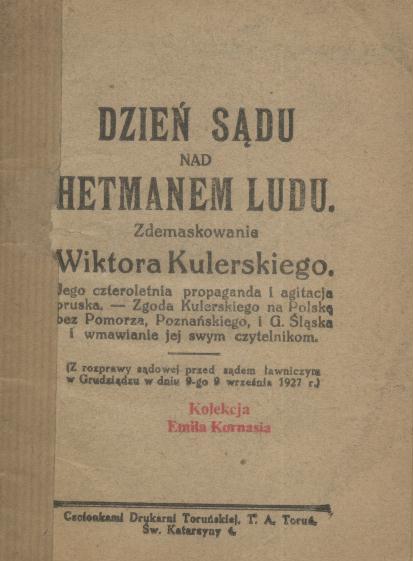 DZIEŃ SĄDU
NAD
HETMANEM LUDU.
Zdemaskowanie
Wiktora Kulerskiego.
Jego czteroletnia propaganda i agitacja
pruska. — Zgoda Kulerskiego na Polskę
bez Pomorza, Poznańskiego, i G. Śląska
i wmawianie jej swym czytelnikom.
(Z rozprawy sądowej przed sądem ławniczym
w Grudziądzu w dniu 9-go 9 września 1927 r.)
Kolekcja
Emila Kornasia
Czcionkami Drukarni Toruńskiej, T. A. Toruń,
Św. Katarzyny 4.